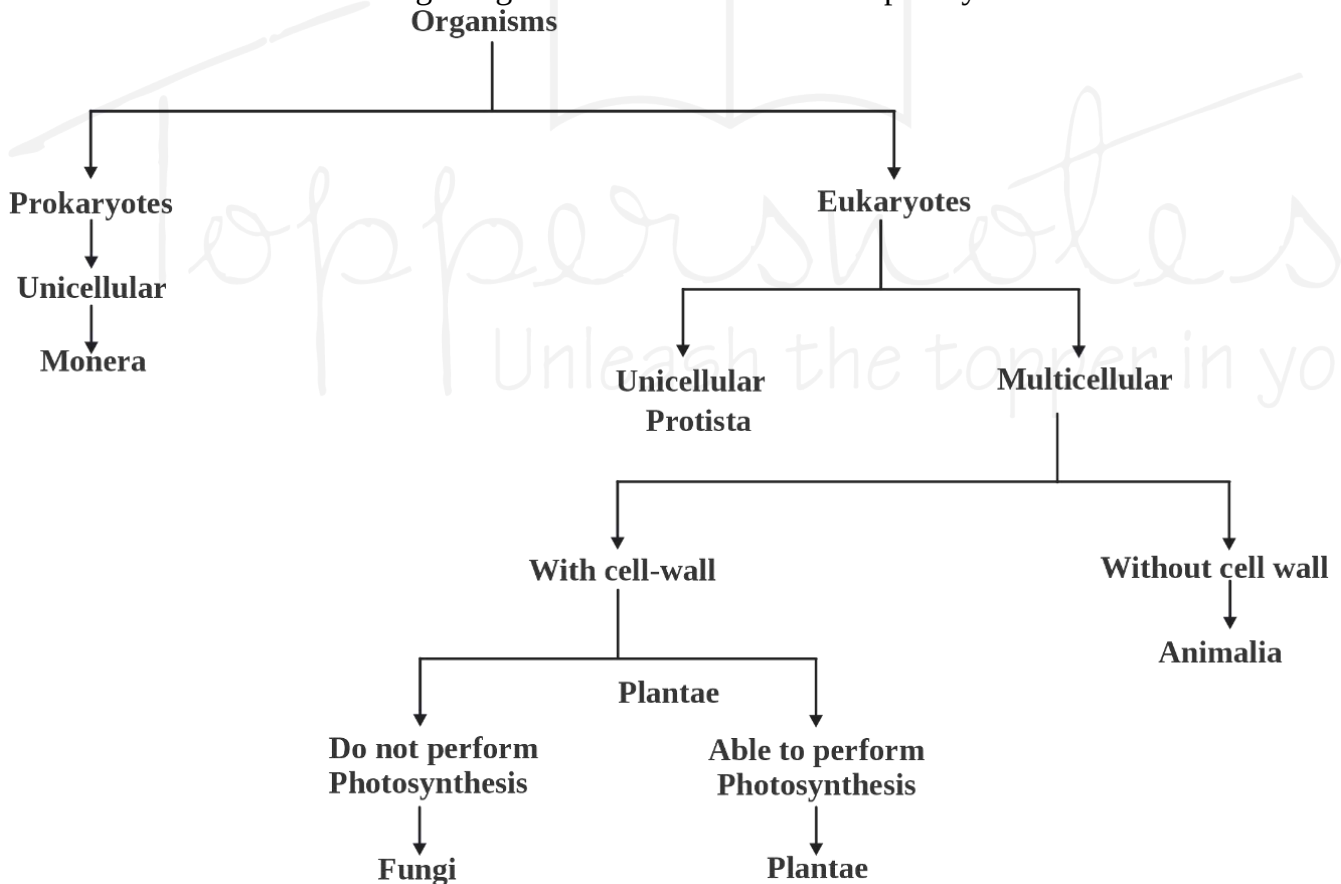 Organisms
Prokaryotes
Eukaryotes
Unicellular
Monera
Unicellular
Protista
Multicellular
With cell-wall
Without cell wall
Animalia
Plantae
Do not perform
Photosynthesis
Able to perform
Photosynthesis
Fungi
Plantae
Toppersnotes
Unleash the topper in yo